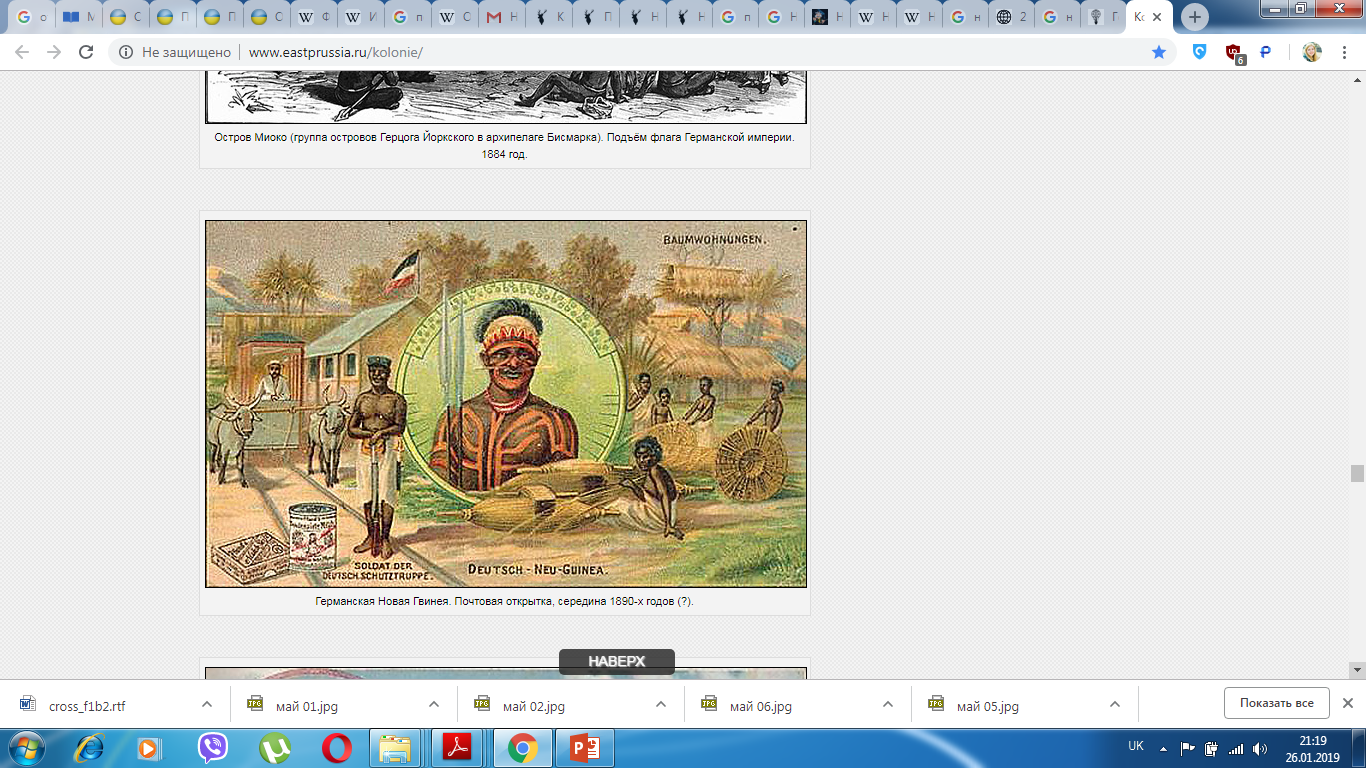 Не защищено
www.eastprussia.ru/kolonie/
6
Остров Миоко (группа островов Герцога Йоркского в архипелаге Бисмарка). Подъём флага Германской империи.
1884 год.
BAUMWOHNUNGEN.
SOLDAT DER
DEUTSCH. SCHUTZTRUPPE.
DEUTSCH - NEU-GUINEA.
Германская Новая Гвинея. Почтовая открытка, середина 1890-х годов (?).
НАВЕРХ
cross_f1b2.rtf
май 01.jpg
май 02.jpg
май 06.jpg
май 05.jpg
Показать все
UK
21:19
26.01.2019